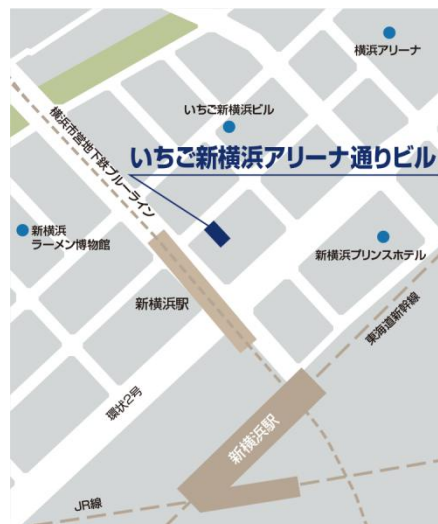 横浜アリーナ
いちご新横浜ビル
横浜市営地下鉄ブルーライン
いちご新横浜アリーナ通りビル
新横浜
ラーメン博物館
新横浜プリンスホテル
新横浜駅
東海道新幹線
環状2号
新横浜駅
JR線